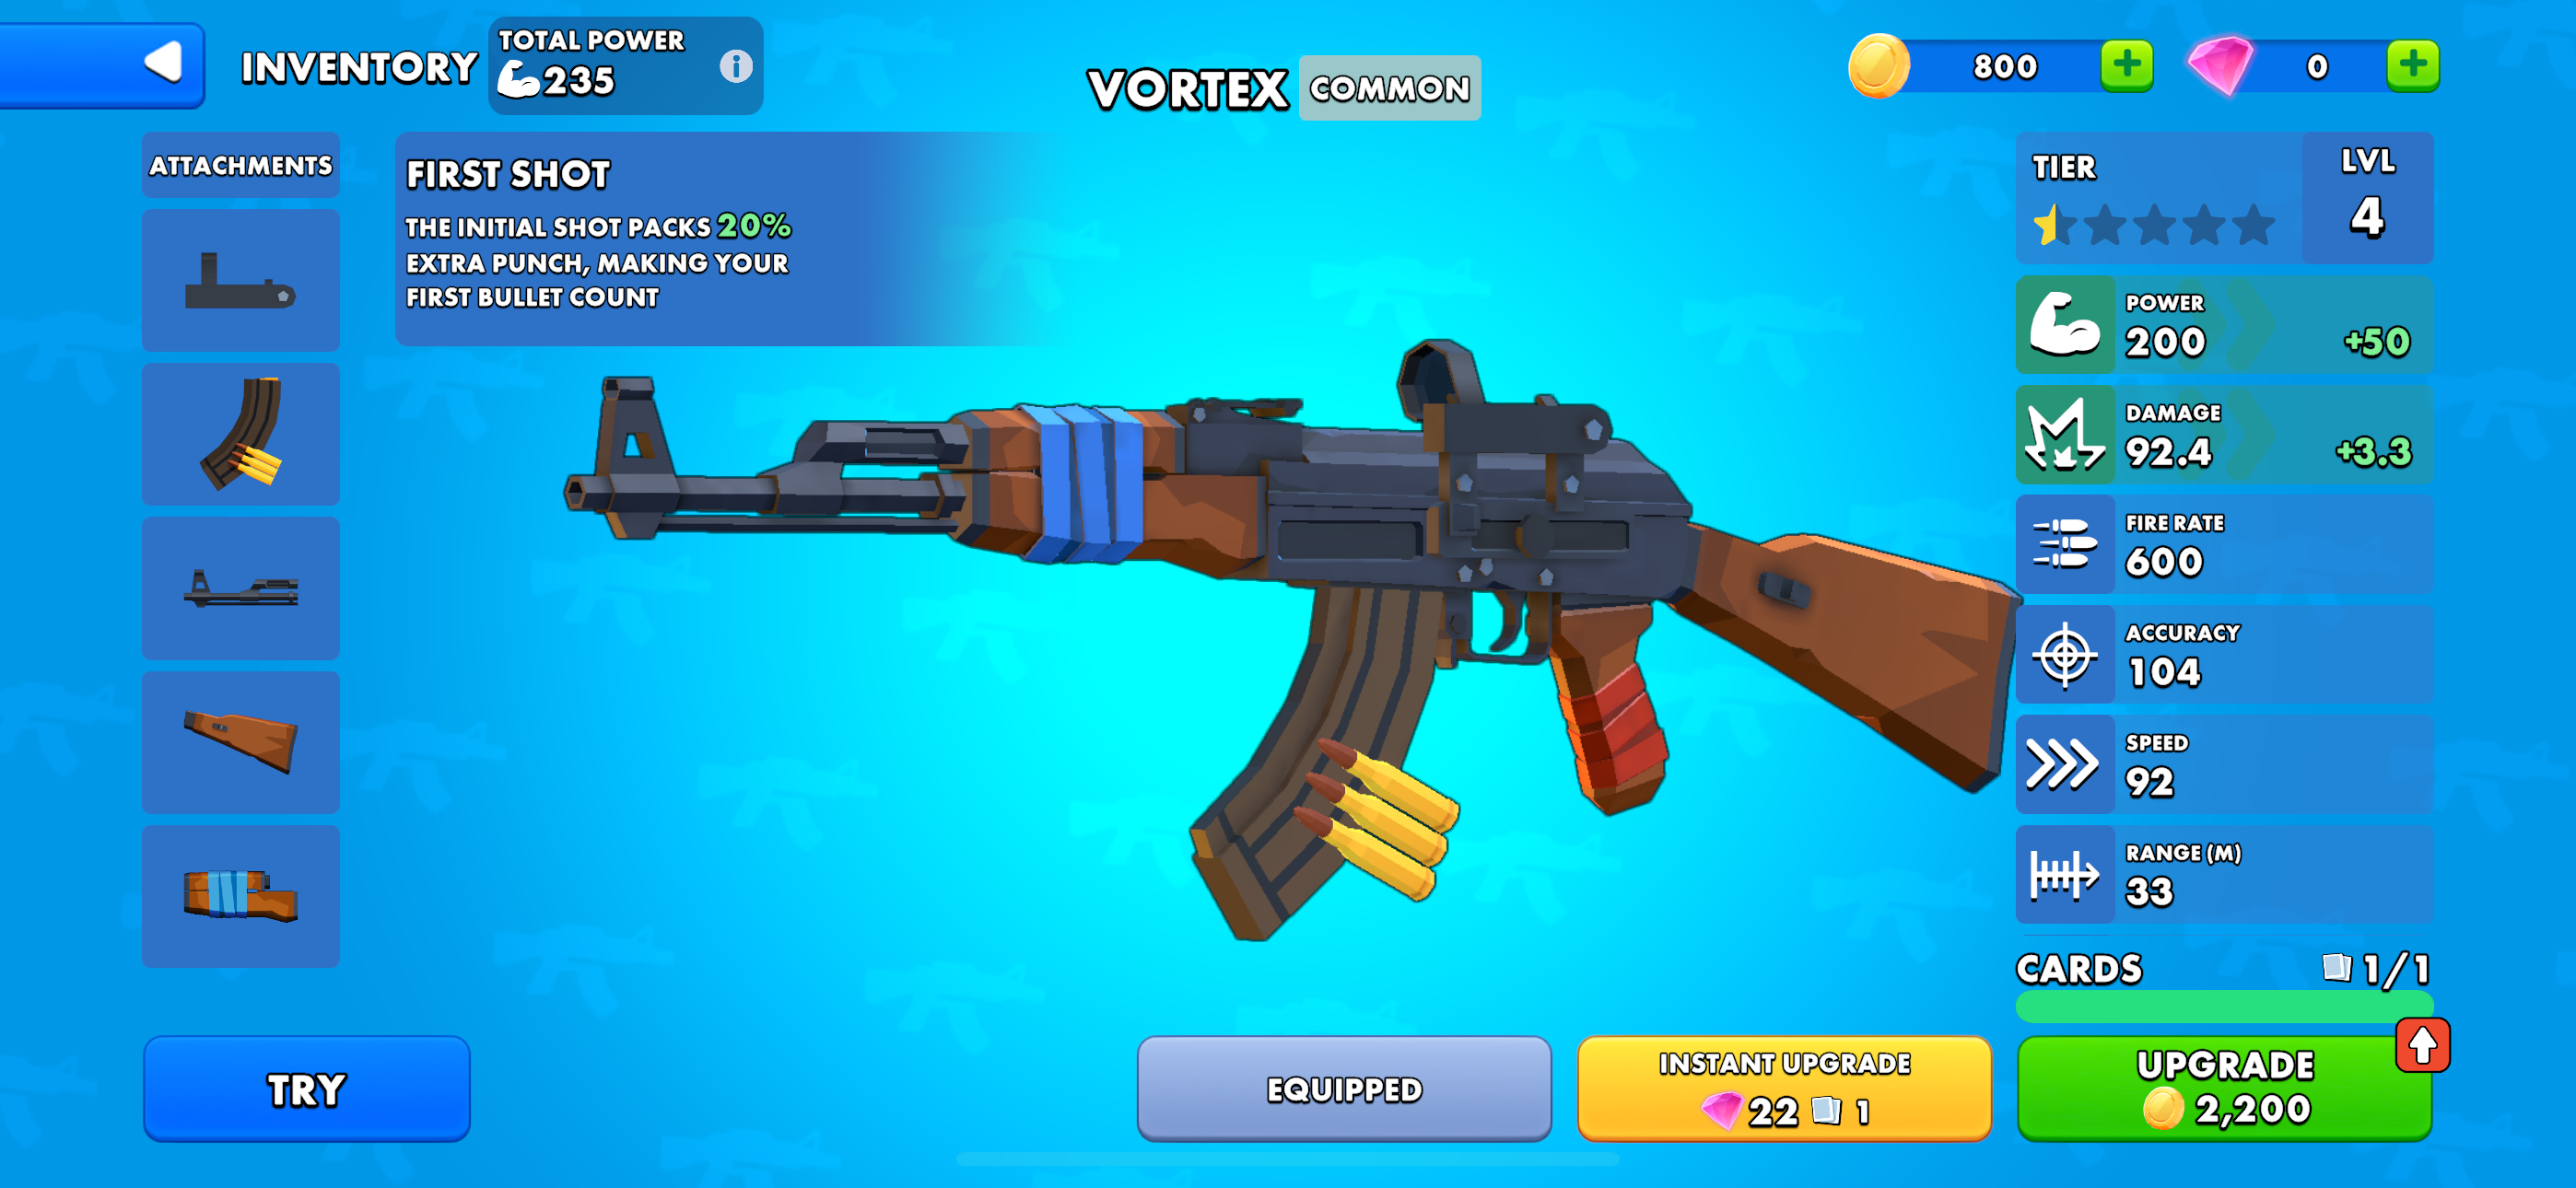 INVENTORY
TOTAL POWER
235
VORTEX
COMMON
800
0
ATTACHMENTS
FIRST SHOT
THE INITIAL SHOT PACKS 20%
EXTRA PUNCH, MAKING YOUR
FIRST BULLET COUNT
TIER
LVL
4
POWER
200
+50
DAMAGE
92.4
+3.3
FIRE RATE
600
ACCURACY
104
SPEED
92
RANGE (M)
33
CARDS
1/1
TRY
EQUIPPED
INSTANT UPGRADE
22 1
UPGRADE
2,200